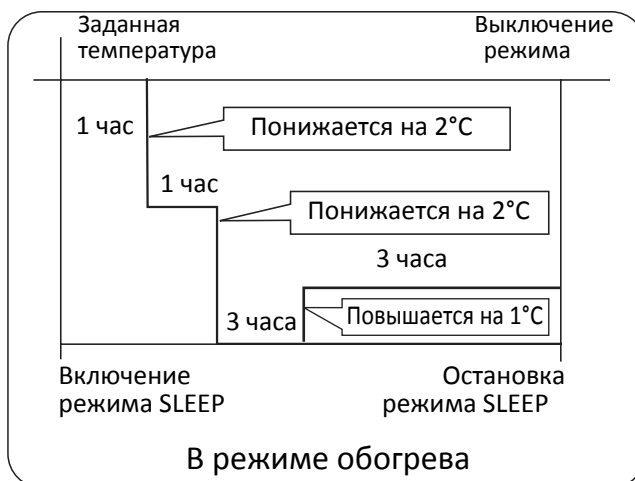 Заданная
температура
Выключение
режима
1 час
Понижается на 2°C
1 час
Понижается на 2°C
3 часа
3 часа
Повышается на 1°C
Включение
режима SLEEP
Остановка
режима SLEEP
В режиме обогрева